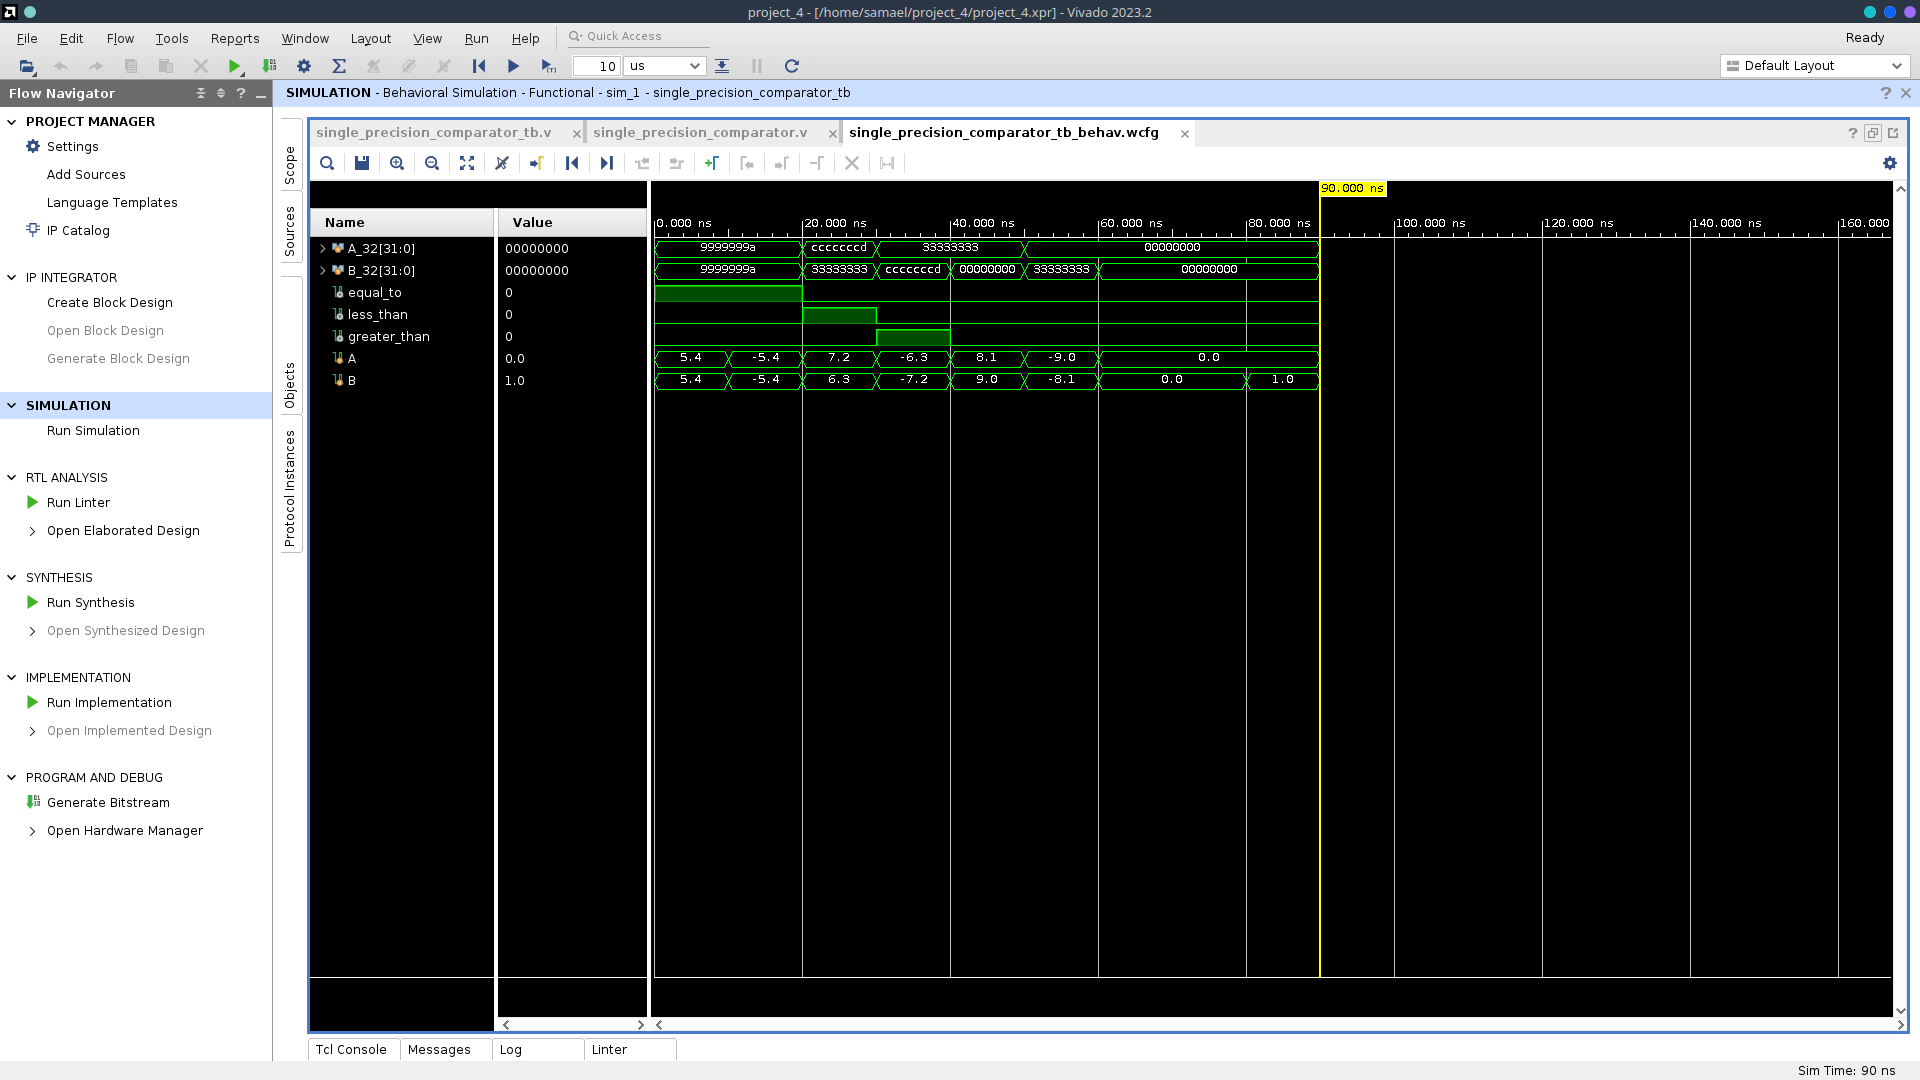 project_4 - [/home/samael/project_4/project_4.xpr] - Vivado 2023.2
File Edit Flow Tools Reports Window Layout View Run Help Quick Access Ready
10 us Default Layout
Flow Navigator
SIMULATION - Behavioral Simulation - Functional - sim_1 - single_precision_comparator_tb
PROJECT MANAGER
Settings
Add Sources
Language Templates
IP Catalog
IP INTEGRATOR
Create Block Design
Open Block Design
Generate Block Design
SIMULATION
Run Simulation
RTL ANALYSIS
Run Linter
Open Elaborated Design
SYNTHESIS
Run Synthesis
Open Synthesized Design
IMPLEMENTATION
Run Implementation
Open Implemented Design
PROGRAM AND DEBUG
Generate Bitstream
Open Hardware Manager
Scope
Sources
Objects
Protocol Instances
single_precision_comparator_tb.v single_precision_comparator.v single_precision_comparator_tb_behav.wcfg
90.000 ns
Name Value 0.000 ns 20.000 ns 40.000 ns 60.000 ns 80.000 ns 100.000 ns 120.000 ns 140.000 ns 160.000
A_32[31:0] 00000000 9999999a cccccccd 33333333 00000000
B_32[31:0] 00000000 9999999a 33333333 cccccccd 00000000 33333333 00000000
equal_to 0
less_than 0
greater_than 0
A 0.0 5.4 -5.4 7.2 -6.3 8.1 -9.0 0.0
B 1.0 5.4 -5.4 6.3 -7.2 9.0 -8.1 0.0 1.0
Tcl Console Messages Log Linter
Sim Time: 90 ns